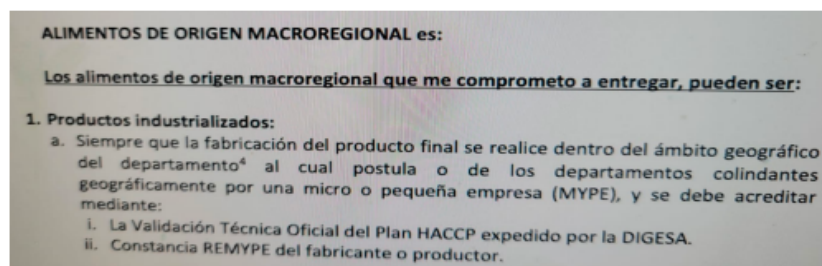 ALIMENTOS DE ORIGEN MACROREGIONAL es:
Los alimentos de origen macroregional que me comprometo a entregar, pueden ser:
1. Productos industrializados:
a. Siempre que la fabricación del producto final se realice dentro del ámbito geográfico
del departamento⁴ al cual postula o de los departamentos colindantes
geográficamente por una micro o pequeña empresa (MYPE), y se debe acreditar
mediante:
i. La Validación Técnica Oficial del Plan HACCP expedido por la DIGESA.
ii. Constancia REMYPE del fabricante o productor.